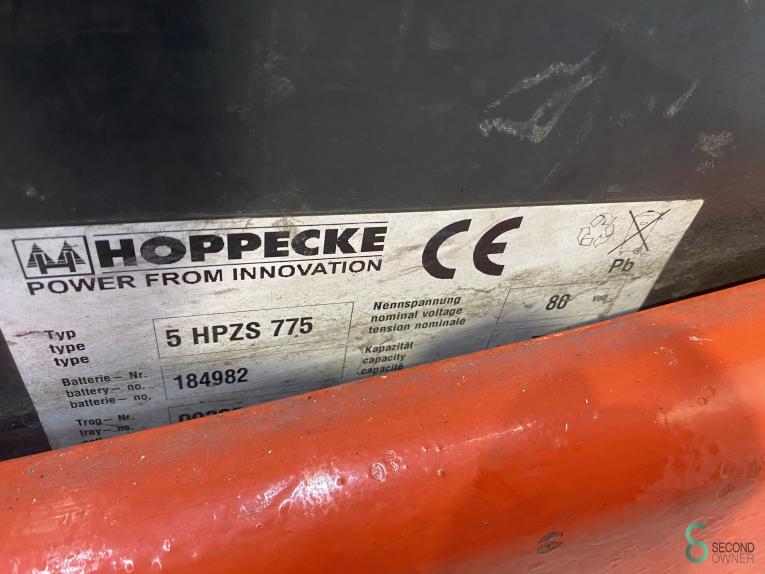 HOPPECKE
POWER FROM INNOVATION
CE
Pb
Typ
type
type
5 HPZS 775
Nennspannung
nominal voltage
tension nominale
80 Volt
Batterie – Nr.
battery – no.
batterie – no.
184982
Kapazität
capacity
capacité
Trog – Nr.
tray – no.
SECOND
OWNER